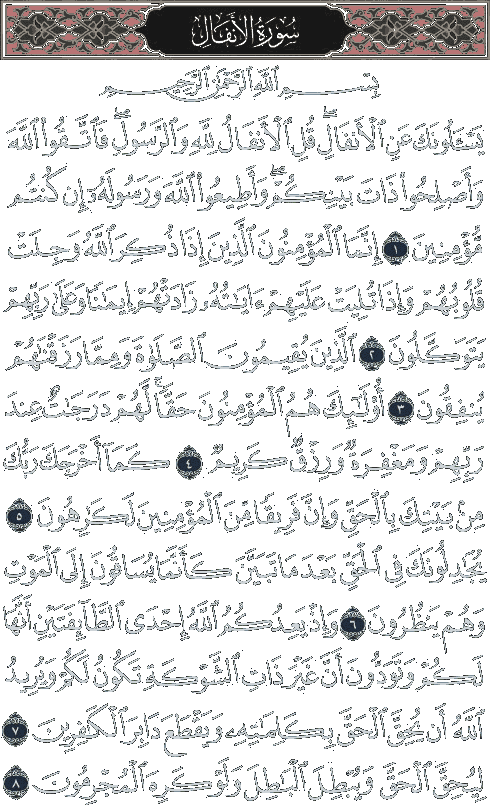 سُورَةُ الأَنفَالِ
بِسْمِ ٱللَّهِ ٱلرَّحْمَٰنِ ٱلرَّحِيمِ
يَسْـَٔلُونَكَ عَنِ ٱلْأَنفَالِۖ قُلِ ٱلْأَنفَالُ لِلَّهِ وَٱلرَّسُولِۖ فَٱتَّقُوا۟ ٱللَّهَ
وَأَصْلِحُوا۟ ذَاتَ بَيْنِكُمْۖ وَأَطِيعُوا۟ ٱللَّهَ وَرَسُولَهُۥٓ إِن كُنتُم
مُّؤْمِنِينَ ١ إِنَّمَا ٱلْمُؤْمِنُونَ ٱلَّذِينَ إِذَا ذُكِرَ ٱللَّهُ وَجِلَتْ
قُلُوبُهُمْ وَإِذَا تُلِيَتْ عَلَيْهِمْ ءَايَٰتُهُۥ زَادَتْهُمْ إِيمَٰنًا وَعَلَىٰ رَبِّهِمْ
يَتَوَكَّلُونَ ٢ ٱلَّذِينَ يُقِيمُونَ ٱلصَّلَوٰةَ وَمِمَّا رَزَقْنَٰهُمْ
يُنفِقُونَ ٣ أُو۟لَٰٓئِكَ هُمُ ٱلْمُؤْمِنُونَ حَقًّاۚ لَّهُمْ دَرَجَٰتٌ عِندَ
رَبِّهِمْ وَمَغْفِرَةٌ وَرِزْقٌ كَرِيمٌ ٤ كَمَآ أَخْرَجَكَ رَبُّكَ
مِنۢ بَيْتِكَ بِٱلْحَقِّ وَإِنَّ فَرِيقًا مِّنَ ٱلْمُؤْمِنِينَ لَكَٰرِهُونَ ٥
يُجَٰدِلُونَكَ فِى ٱلْحَقِّ بَعْدَ مَا تَبَيَّنَ كَأَنَّمَا يُسَاقُونَ إِلَى ٱلْمَوْتِ
وَهُمْ يَنظُرُونَ ٦ وَإِذْ يَعِدُكُمُ ٱللَّهُ إِحْدَى ٱلطَّآئِفَتَيْنِ أَنَّهَا
لَكُمْ وَتَوَدُّونَ أَنَّ غَيْرَ ذَاتِ ٱلشَّوْكَةِ تَكُونُ لَكُمْ وَيُرِيدُ
ٱللَّهُ أَن يُحِقَّ ٱلْحَقَّ بِكَلِمَٰتِهِۦ وَيَقْطَعَ دَابِرَ ٱلْكَٰفِرِينَ ٧
لِيُحِقَّ ٱلْحَقَّ وَيُبْطِلَ ٱلْبَٰطِلَ وَلَوْ كَرِهَ ٱلْمُجْرِمُونَ ٨